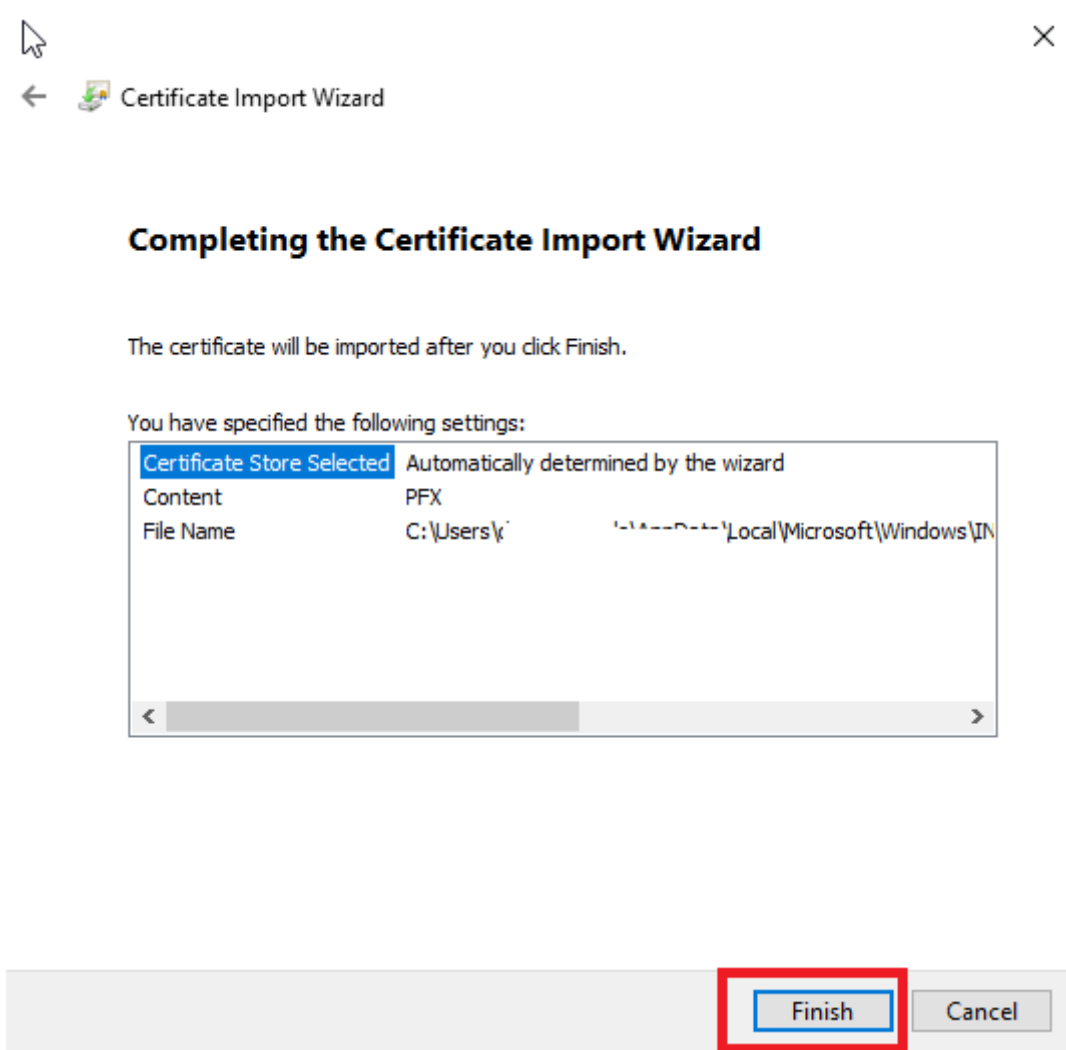 Certificate Import Wizard
Completing the Certificate Import Wizard
The certificate will be imported after you click Finish.
You have specified the following settings:
Certificate Store Selected Automatically determined by the wizard
Content PFX
File Name C:\Users\ \Local\Microsoft\Windows\IN
Finish Cancel